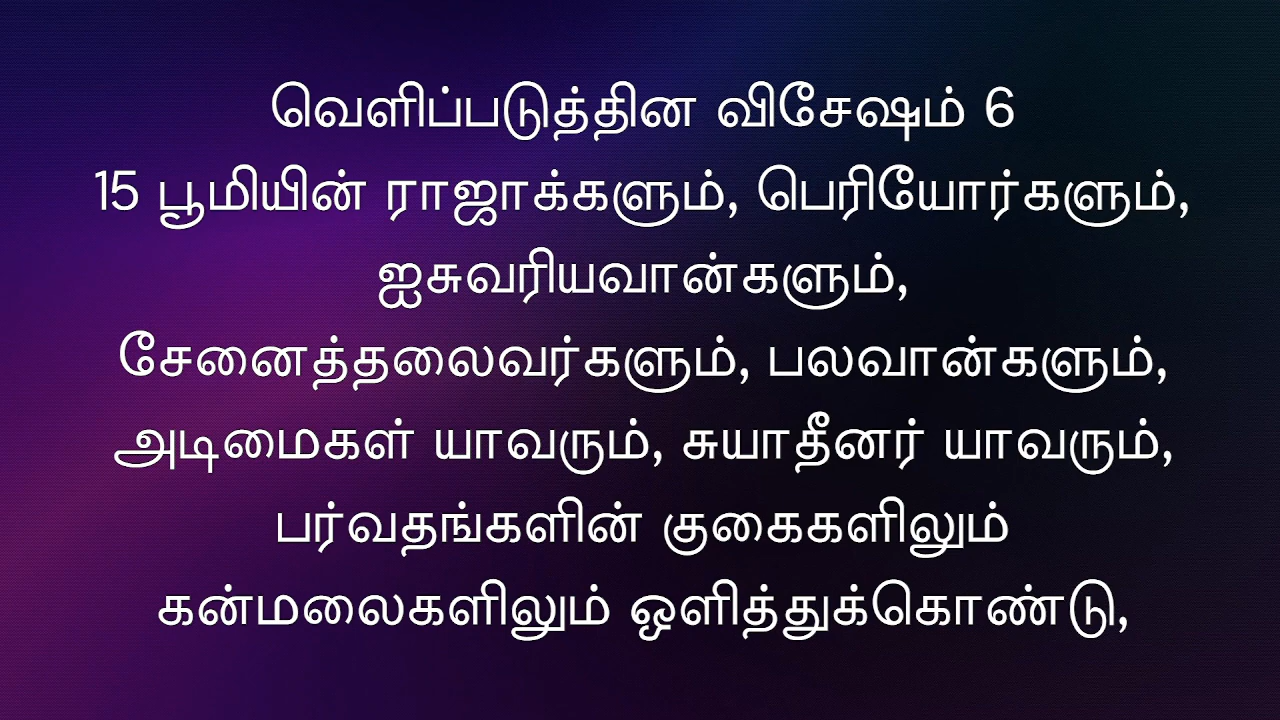 வெளிப்படுத்தின விசேஷம் 6
15 பூமியின் ராஜாக்களும், பெரியோர்களும்,
ஐசுவரியவான்களும்,
சேனைத்தலைவர்களும், பலவான்களும்,
அடிமைகள் யாவரும், சுயாதீனர் யாவரும்,
பர்வதங்களின் குகைகளிலும்
கன்மலைகளிலும் ஒளித்துக்கொண்டு,